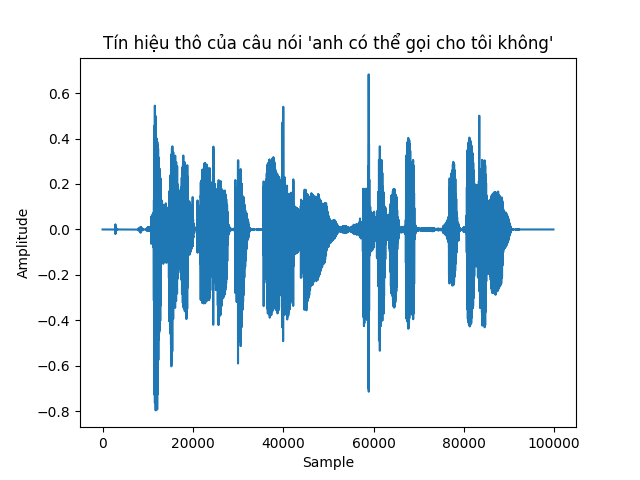 Tín hiệu thô của câu nói 'anh có thể gọi cho tôi không'
0.6
0.4
0.2
0.0
−0.2
−0.4
−0.6
−0.8
Amplitude
0 20000 40000 60000 80000 100000
Sample